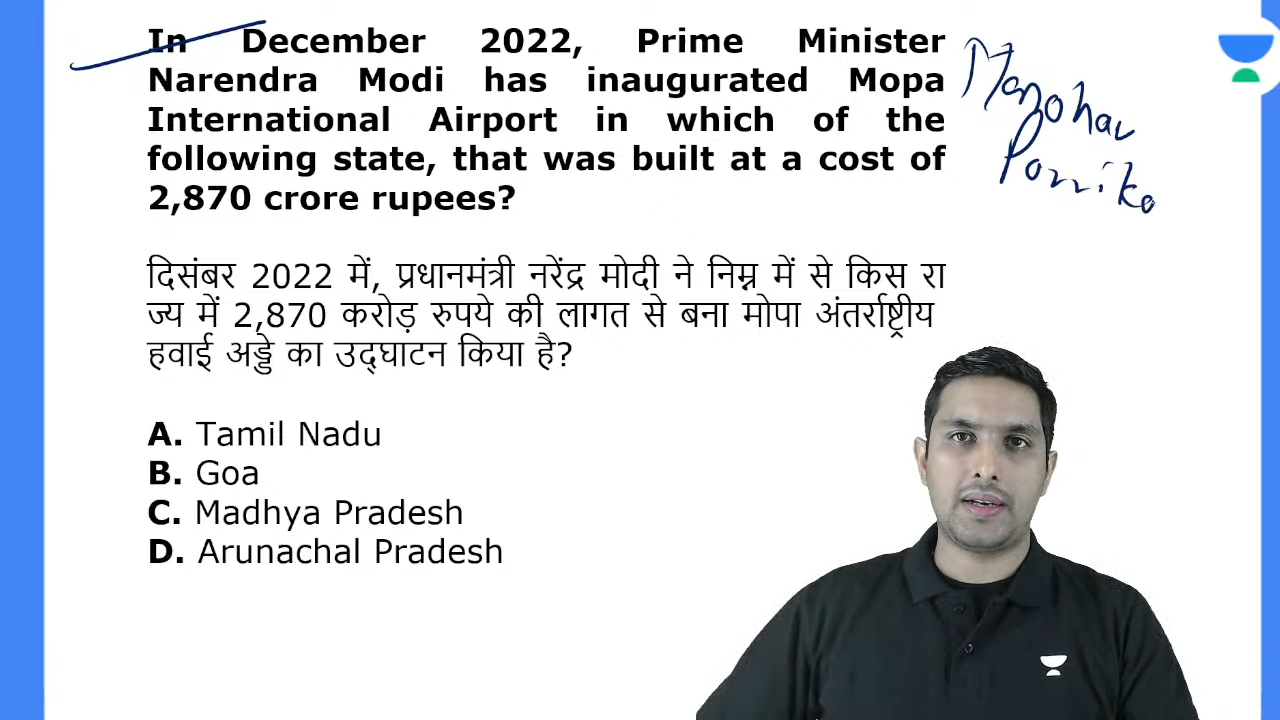 In December 2022, Prime Minister
Narendra Modi has inaugurated Mopa
International Airport in which of the
following state, that was built at a cost of
2,870 crore rupees?
Manohar
Parrika
दिसंबर 2022 में, प्रधानमंत्री नरेंद्र मोदी ने निम्न में से किस रा
ज्य में 2,870 करोड़ रुपये की लागत से बना मोपा अंतर्राष्ट्रीय
हवाई अड्डे का उद्घाटन किया है?
A. Tamil Nadu
B. Goa
C. Madhya Pradesh
D. Arunachal Pradesh